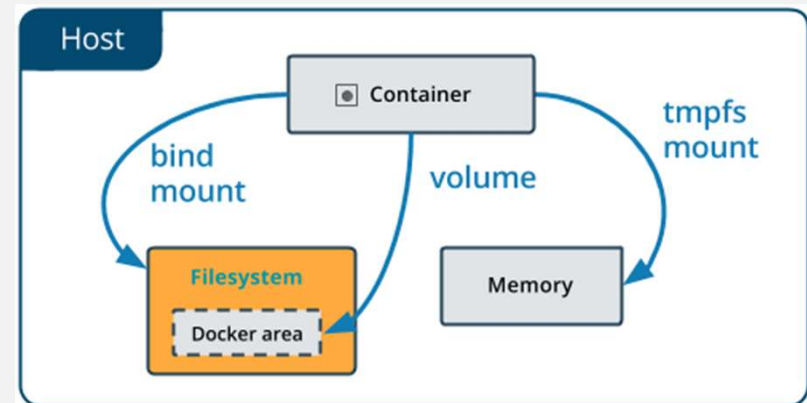 Host
Container
bind
mount
volume
tmpfs
mount
Filesystem
Docker area
Memory